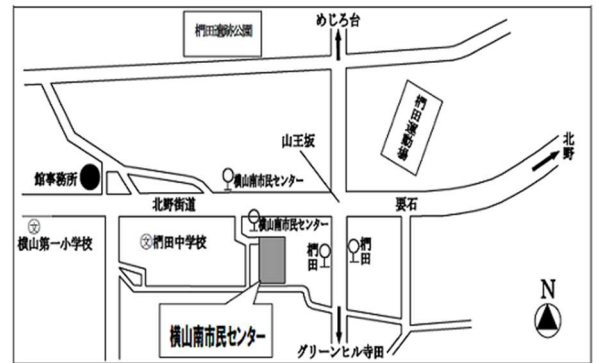 めじろ台
椚田遺跡公園
椚田運動場
山王坂
北野
館事務所
横山南市民センター
北野街道
要石
文
横山第一小学校
文
椚田中学校
横山南市民センター
椚田
椚田
N
横山南市民センター
グリーンヒル寺田